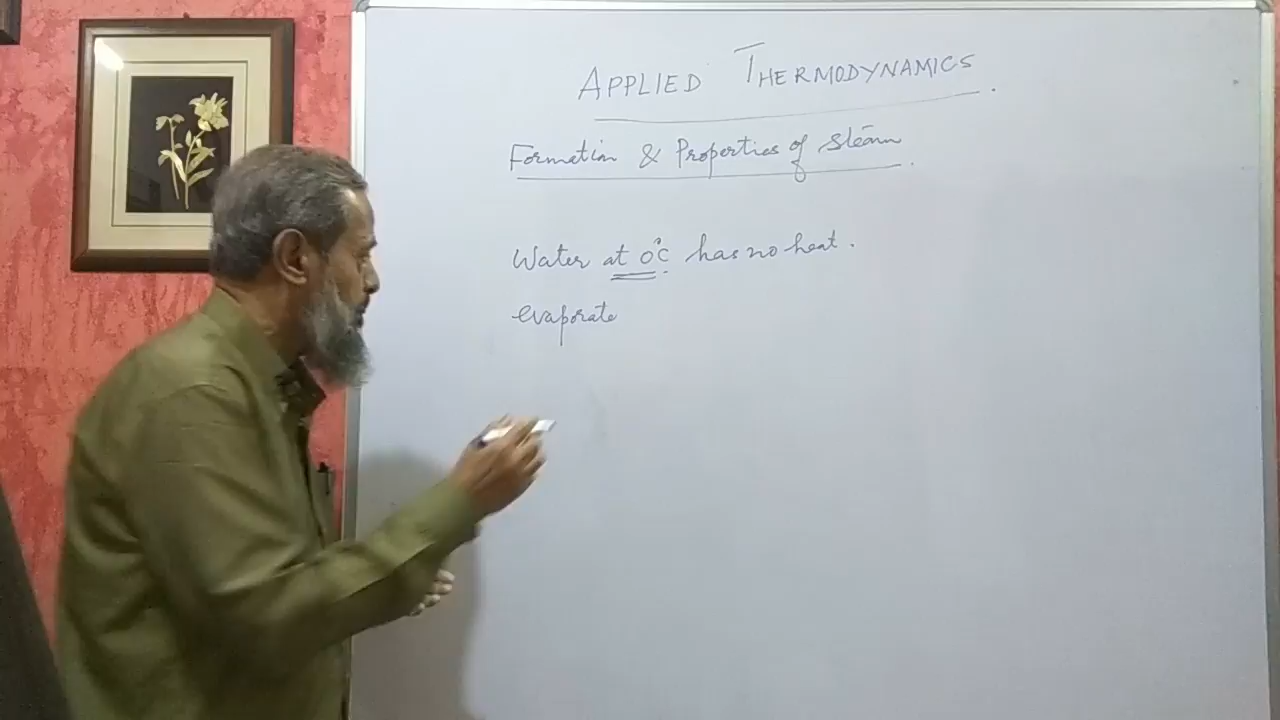 APPLIED THERMODYNAMICS.
Formation & Properties of Steam.
Water at 0°C has no heat.
evaporate